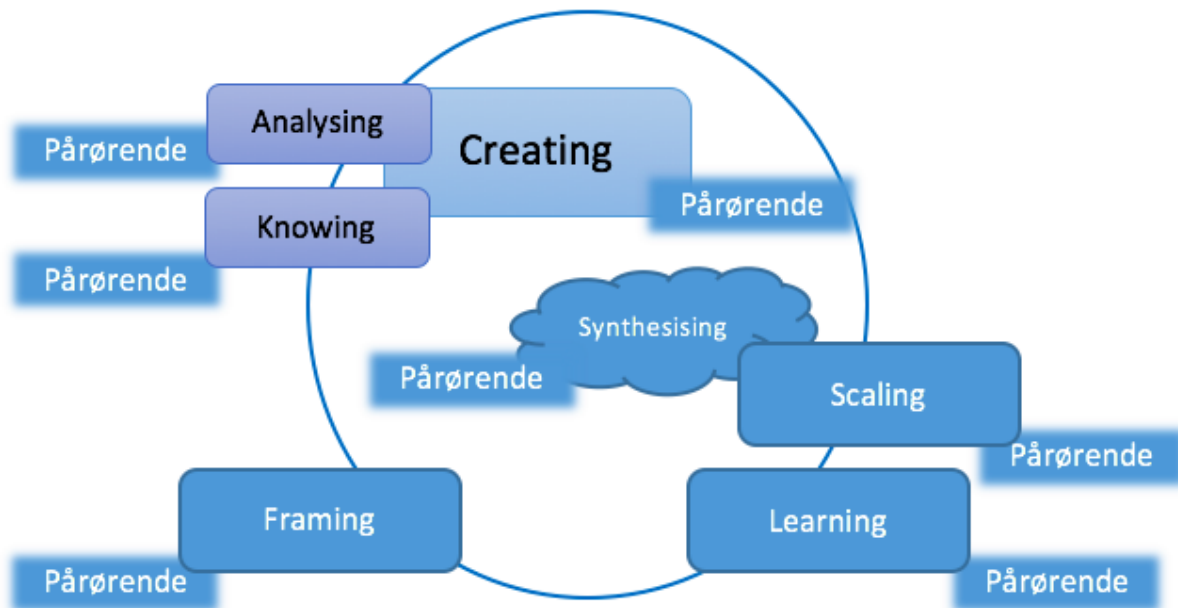 Analysing
Pårørende
Creating
Pårørende
Knowing
Pårørende
Synthesising
Pårørende
Scaling
Pårørende
Framing
Pårørende
Learning
Pårørende